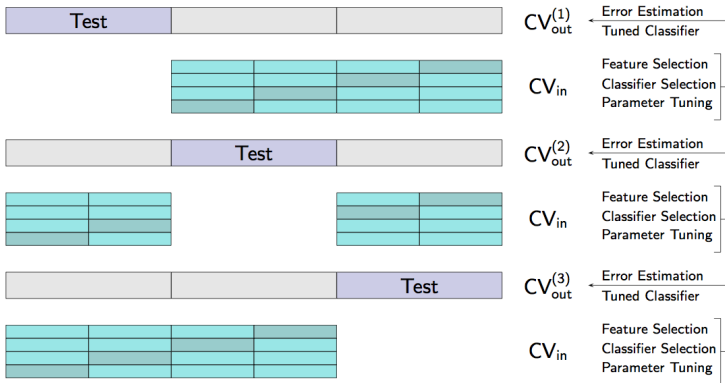 Test
CV(1)out
Error Estimation
Tuned Classifier
CVin
Feature Selection
Classifier Selection
Parameter Tuning
Test
CV(2)out
Error Estimation
Tuned Classifier
CVin
Feature Selection
Classifier Selection
Parameter Tuning
Test
CV(3)out
Error Estimation
Tuned Classifier
CVin
Feature Selection
Classifier Selection
Parameter Tuning